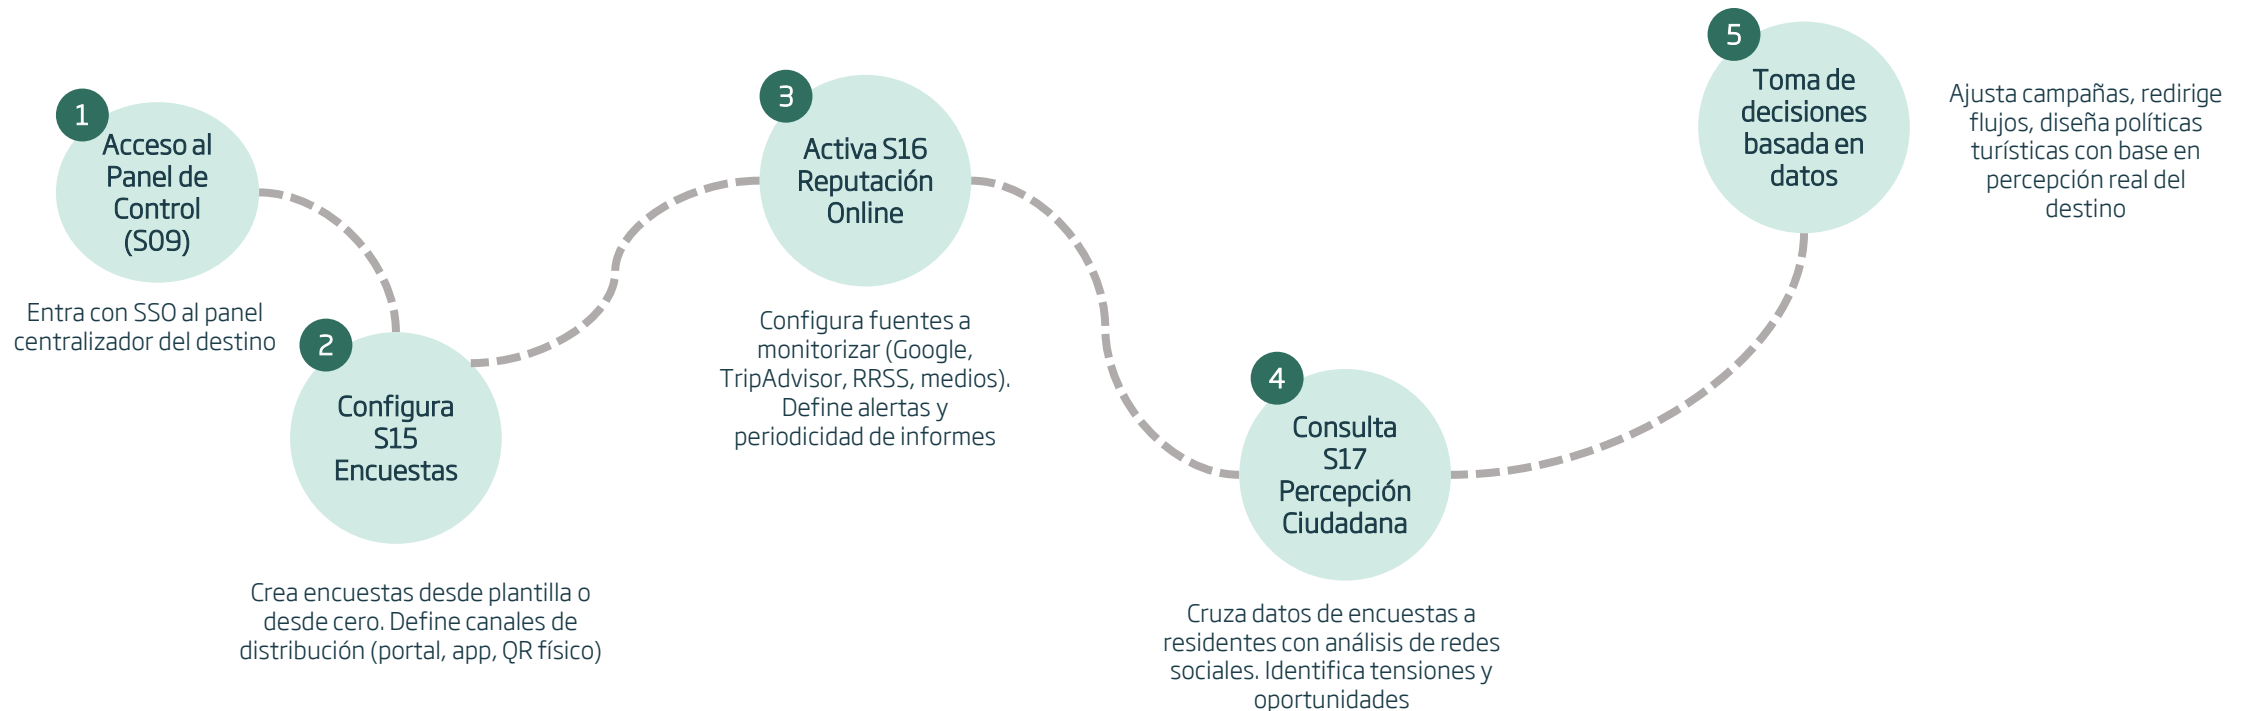 1
Acceso al
Panel de
Control
(S09)
Entra con SSO al panel
centralizador del destino
2
Configura
S15
Encuestas
Crea encuestas desde plantilla o
desde cero. Define canales de
distribución (portal, app, QR físico)
3
Activa S16
Reputación
Online
Configura fuentes a
monitorizar (Google,
TripAdvisor, RRSS, medios).
Define alertas y
periodicidad de informes
4
Consulta
S17
Percepción
Ciudadana
Cruza datos de encuestas a
residentes con análisis de redes
sociales. Identifica tensiones y
oportunidades
5
Toma de
decisiones
basada en
datos
Ajusta campañas, redirige
flujos, diseña políticas
turísticas con base en
percepción real del
destino